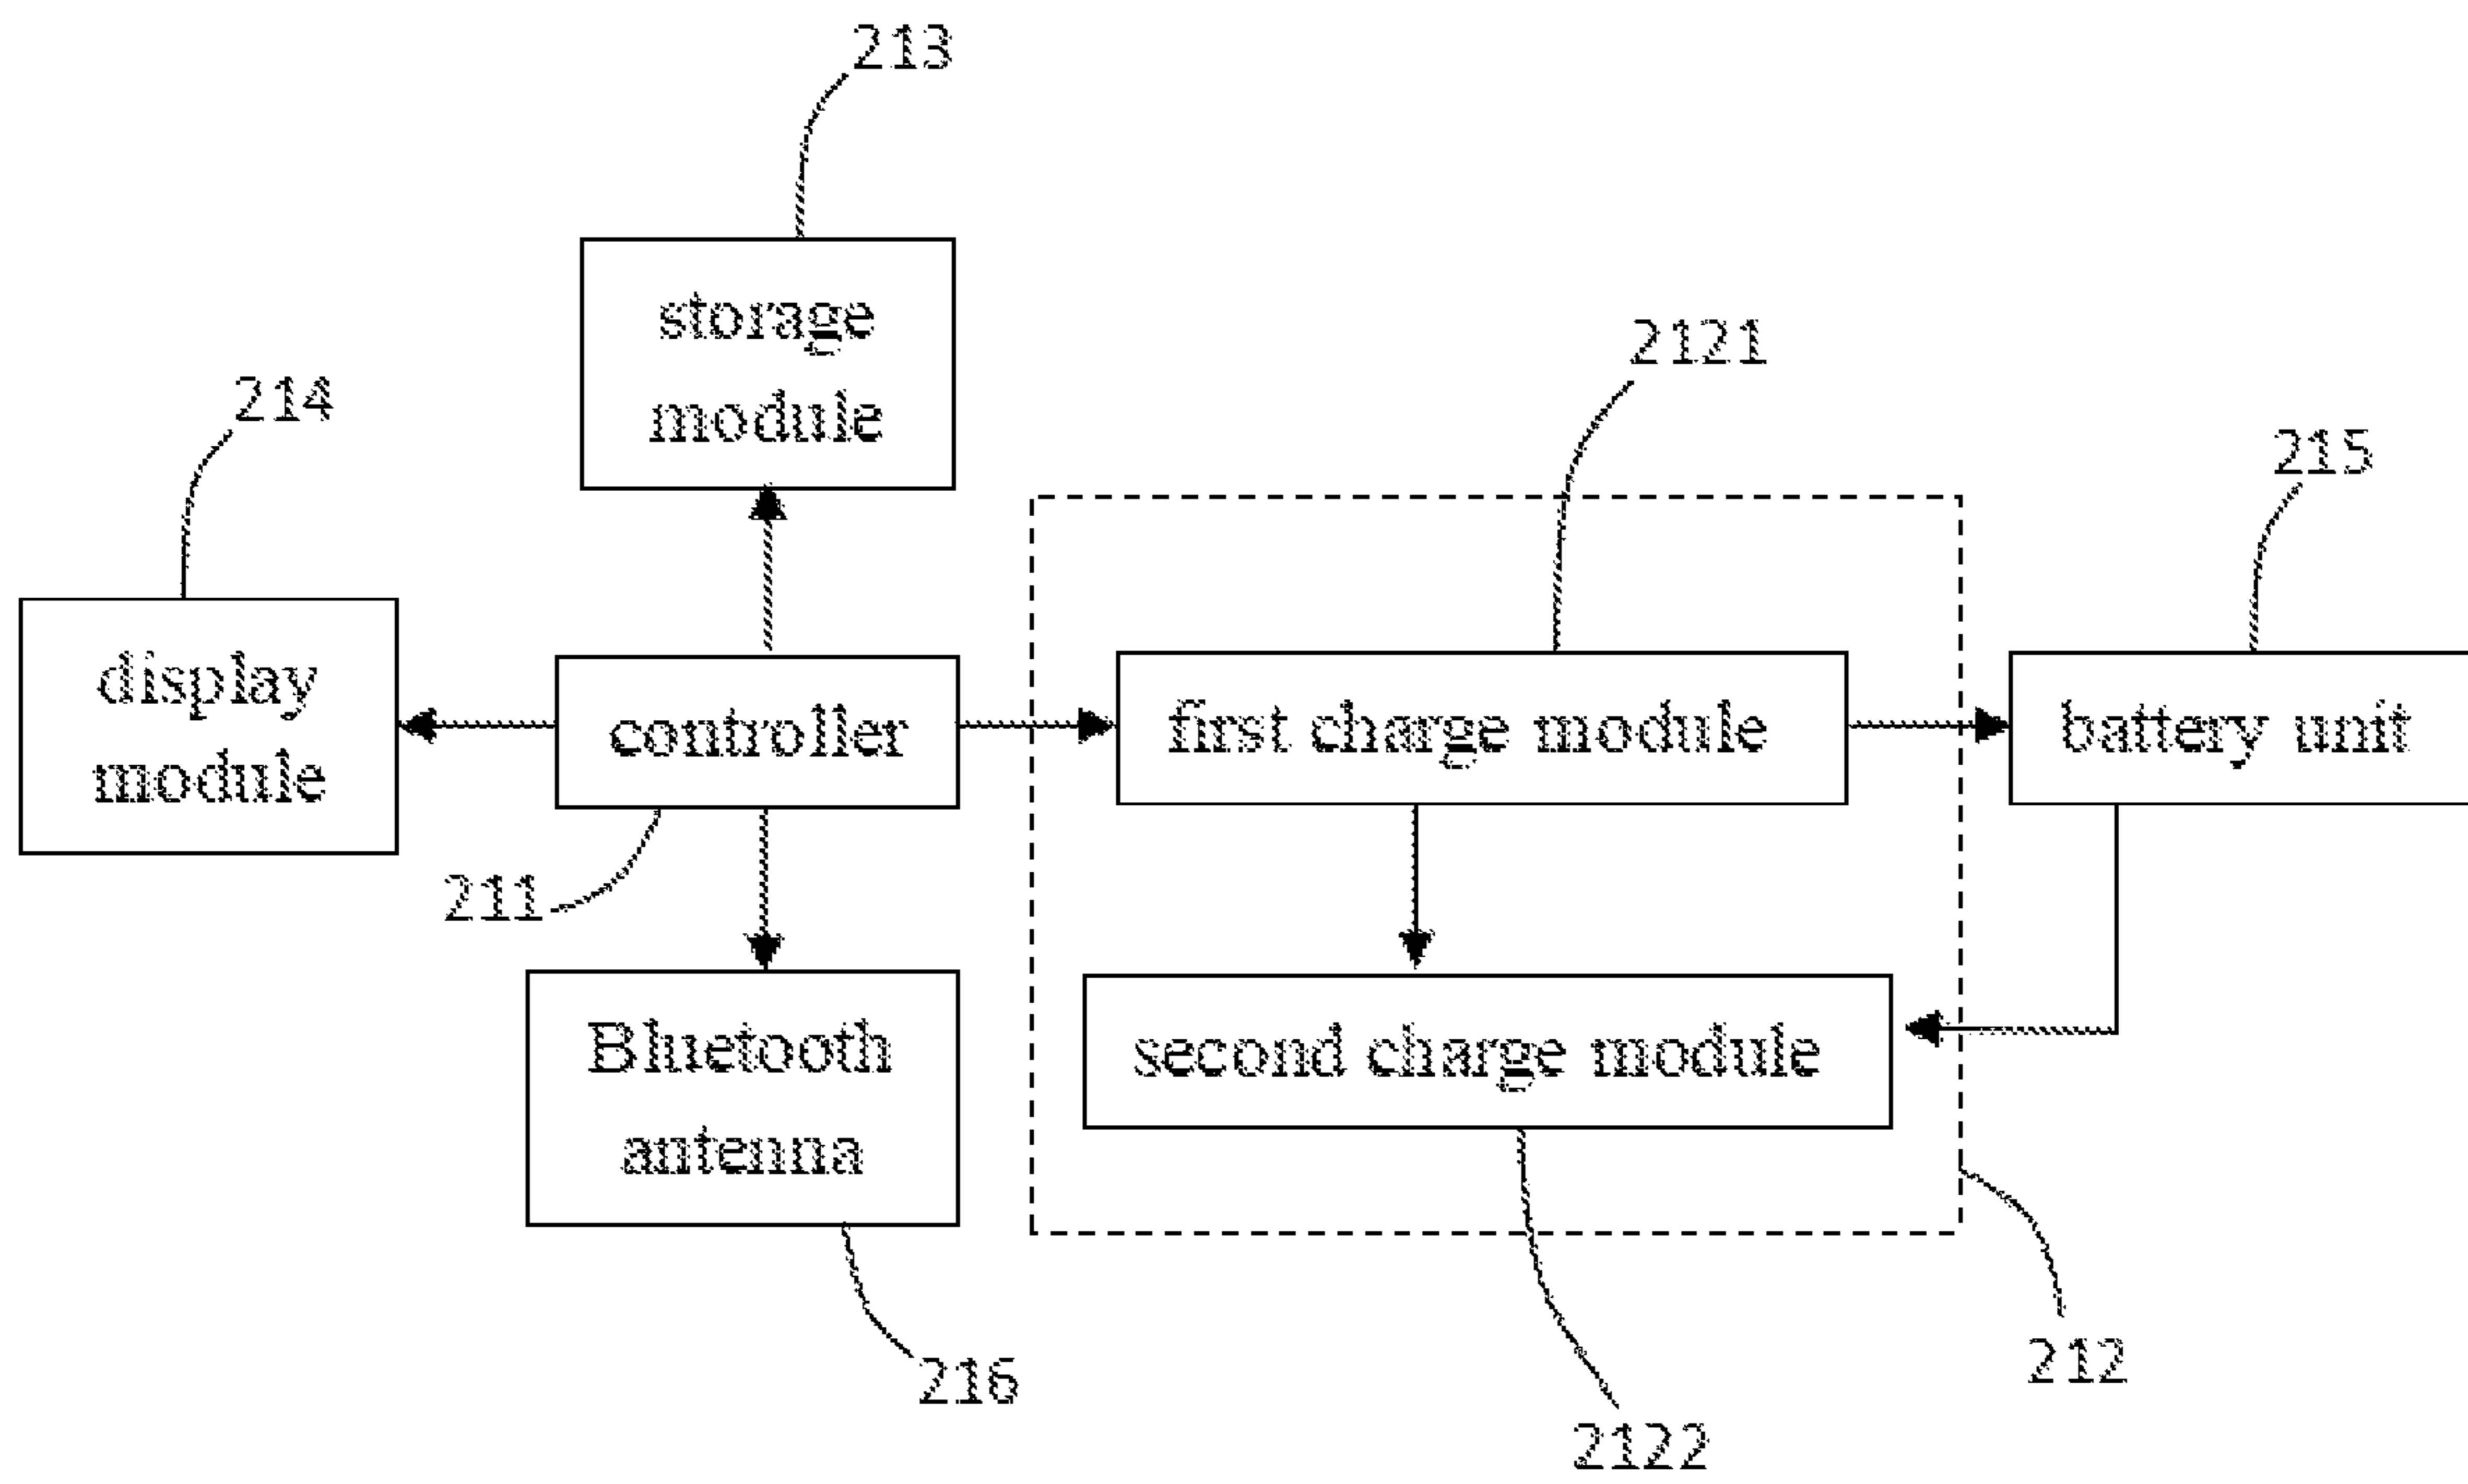 213
storage
module
2121
214
215
display
module
controller
first charge module
battery unit
211
Bluetooth
antenna
second charge module
216
212
2122